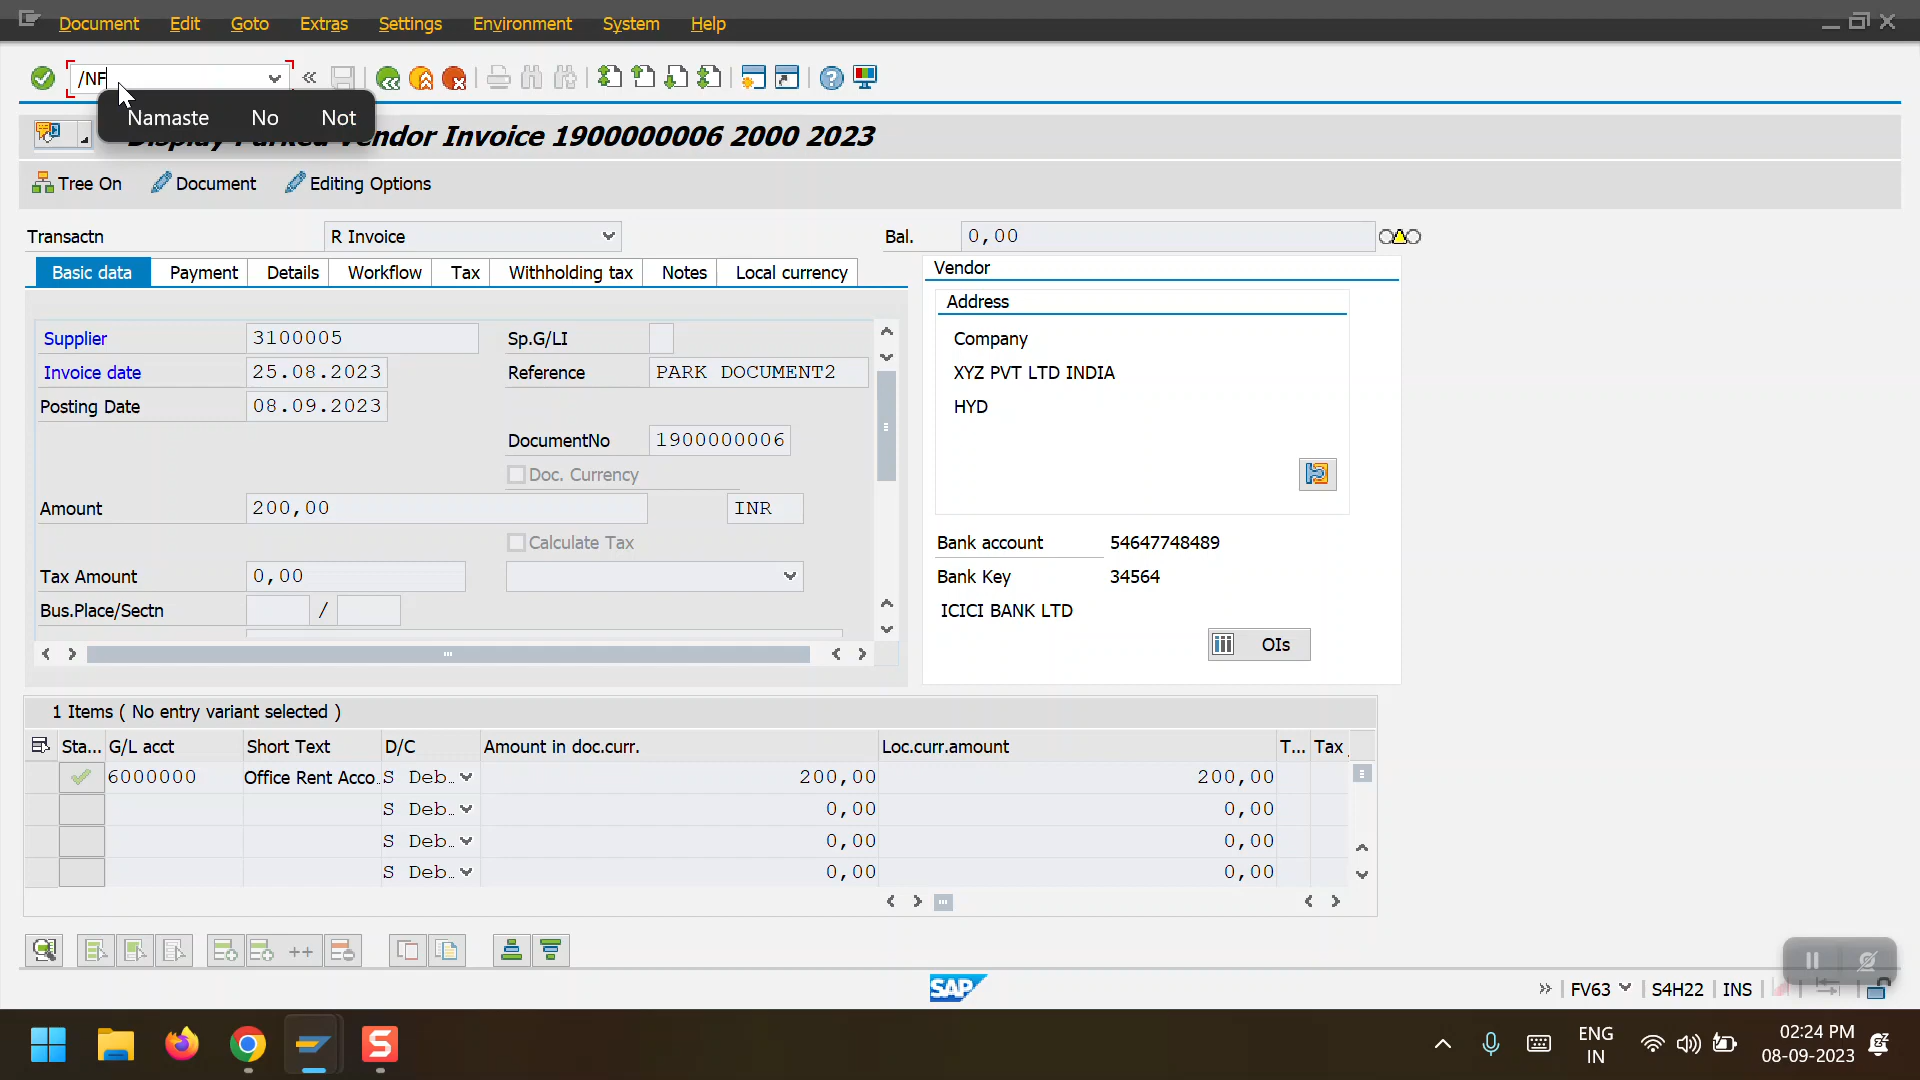 Document Edit Goto Extras Settings Environment System Help
/NF
Namaste No Not
Display Parked Vendor Invoice 1900000006 2000 2023
Tree On Document Editing Options
Transactn R Invoice Bal. 0,00
Basic data Payment Details Workflow Tax Withholding tax Notes Local currency
Vendor
Address
Supplier 3100005 Sp.G/LI
Company
Invoice date 25.08.2023 Reference PARK DOCUMENT2
XYZ PVT LTD INDIA
Posting Date 08.09.2023
HYD
DocumentNo 1900000006
Doc. Currency
Amount 200,00 INR
Calculate Tax
Bank account 54647748489
Tax Amount 0,00
Bank Key 34564
Bus.Place/Sectn /
ICICI BANK LTD
OIs
1 Items ( No entry variant selected )
Sta... G/L acct Short Text D/C Amount in doc.curr. Loc.curr.amount T... Tax
6000000 Office Rent Acco.. S Deb.. 200,00 200,00
S Deb.. 0,00 0,00
S Deb.. 0,00 0,00
S Deb.. 0,00 0,00
SAP
FV63 S4H22 INS
ENG
IN
02:24 PM
08-09-2023